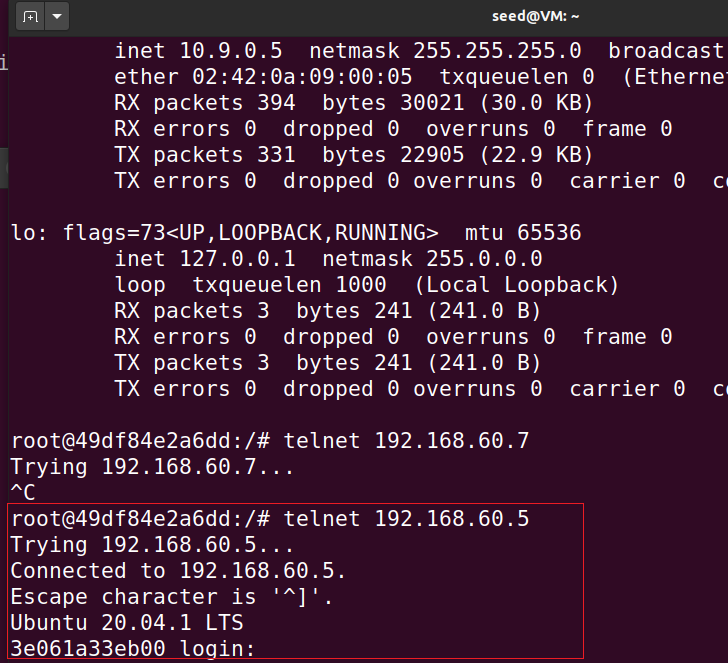 seed@VM: ~
inet 10.9.0.5  netmask 255.255.255.0  broadcast
ether 02:42:0a:09:00:05  txqueuelen 0  (Etherne
RX packets 394  bytes 30021 (30.0 KB)
RX errors 0  dropped 0  overruns 0  frame 0
TX packets 331  bytes 22905 (22.9 KB)
TX errors 0  dropped 0 overruns 0  carrier 0  co
lo: flags=73<UP,LOOPBACK,RUNNING>  mtu 65536
inet 127.0.0.1  netmask 255.0.0.0
loop  txqueuelen 1000  (Local Loopback)
RX packets 3  bytes 241 (241.0 B)
RX errors 0  dropped 0  overruns 0  frame 0
TX packets 3  bytes 241 (241.0 B)
TX errors 0  dropped 0 overruns 0  carrier 0  co
root@49df84e2a6dd:/# telnet 192.168.60.7
Trying 192.168.60.7...
^C
root@49df84e2a6dd:/# telnet 192.168.60.5
Trying 192.168.60.5...
Connected to 192.168.60.5.
Escape character is '^]'.
Ubuntu 20.04.1 LTS
3e061a33eb00 login: